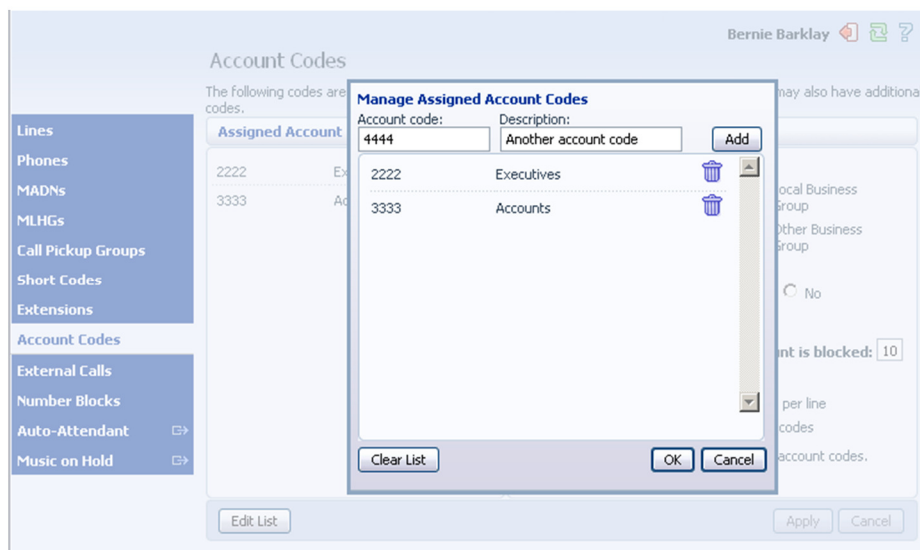 Bernie Barklay
Account Codes
The following codes are
may also have additiona
codes.
Lines
Phones
MADNs
MLHGs
Call Pickup Groups
Short Codes
Extensions
Account Codes
External Calls
Number Blocks
Auto-Attendant
Music on Hold
Assigned Account
2222
3333
Manage Assigned Account Codes
Account code: Description:
4444 Another account code Add
2222 Executives
3333 Accounts
Clear List OK Cancel
ocal Business
Group
Other Business
Group
No
nt is blocked: 10
per line
codes
account codes.
Edit List Apply Cancel